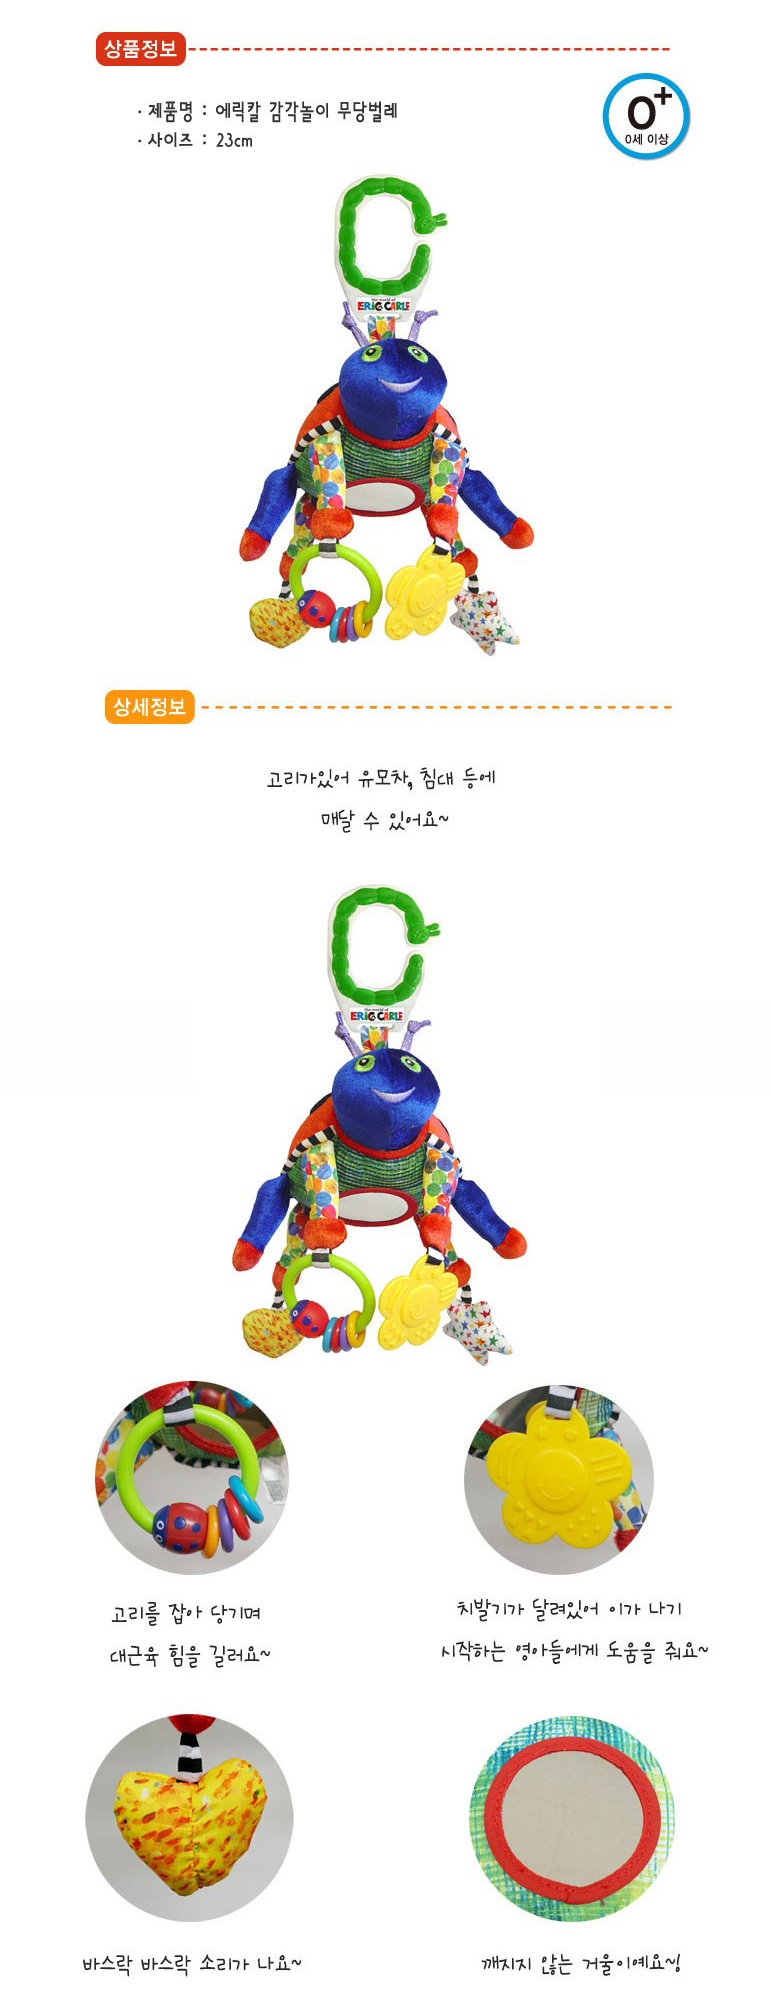 상품정보
· 제품명 : 에릭칼 감각놀이 무당벌레
· 사이즈 : 23cm
0+
0세 이상
the world of
ERIC CARLE
상세정보
고리가있어 유모차, 침대 등에
매달 수 있어요~
the world of
ERIC CARLE
고리를 잡아 당기며
대근육 힘을 길러요~
치발기가 달려있어 이가 나기
시작하는 영아들에게 도움을 줘요~
바스락 바스락 소리가 나요~
깨지지 않는 거울이예요~!